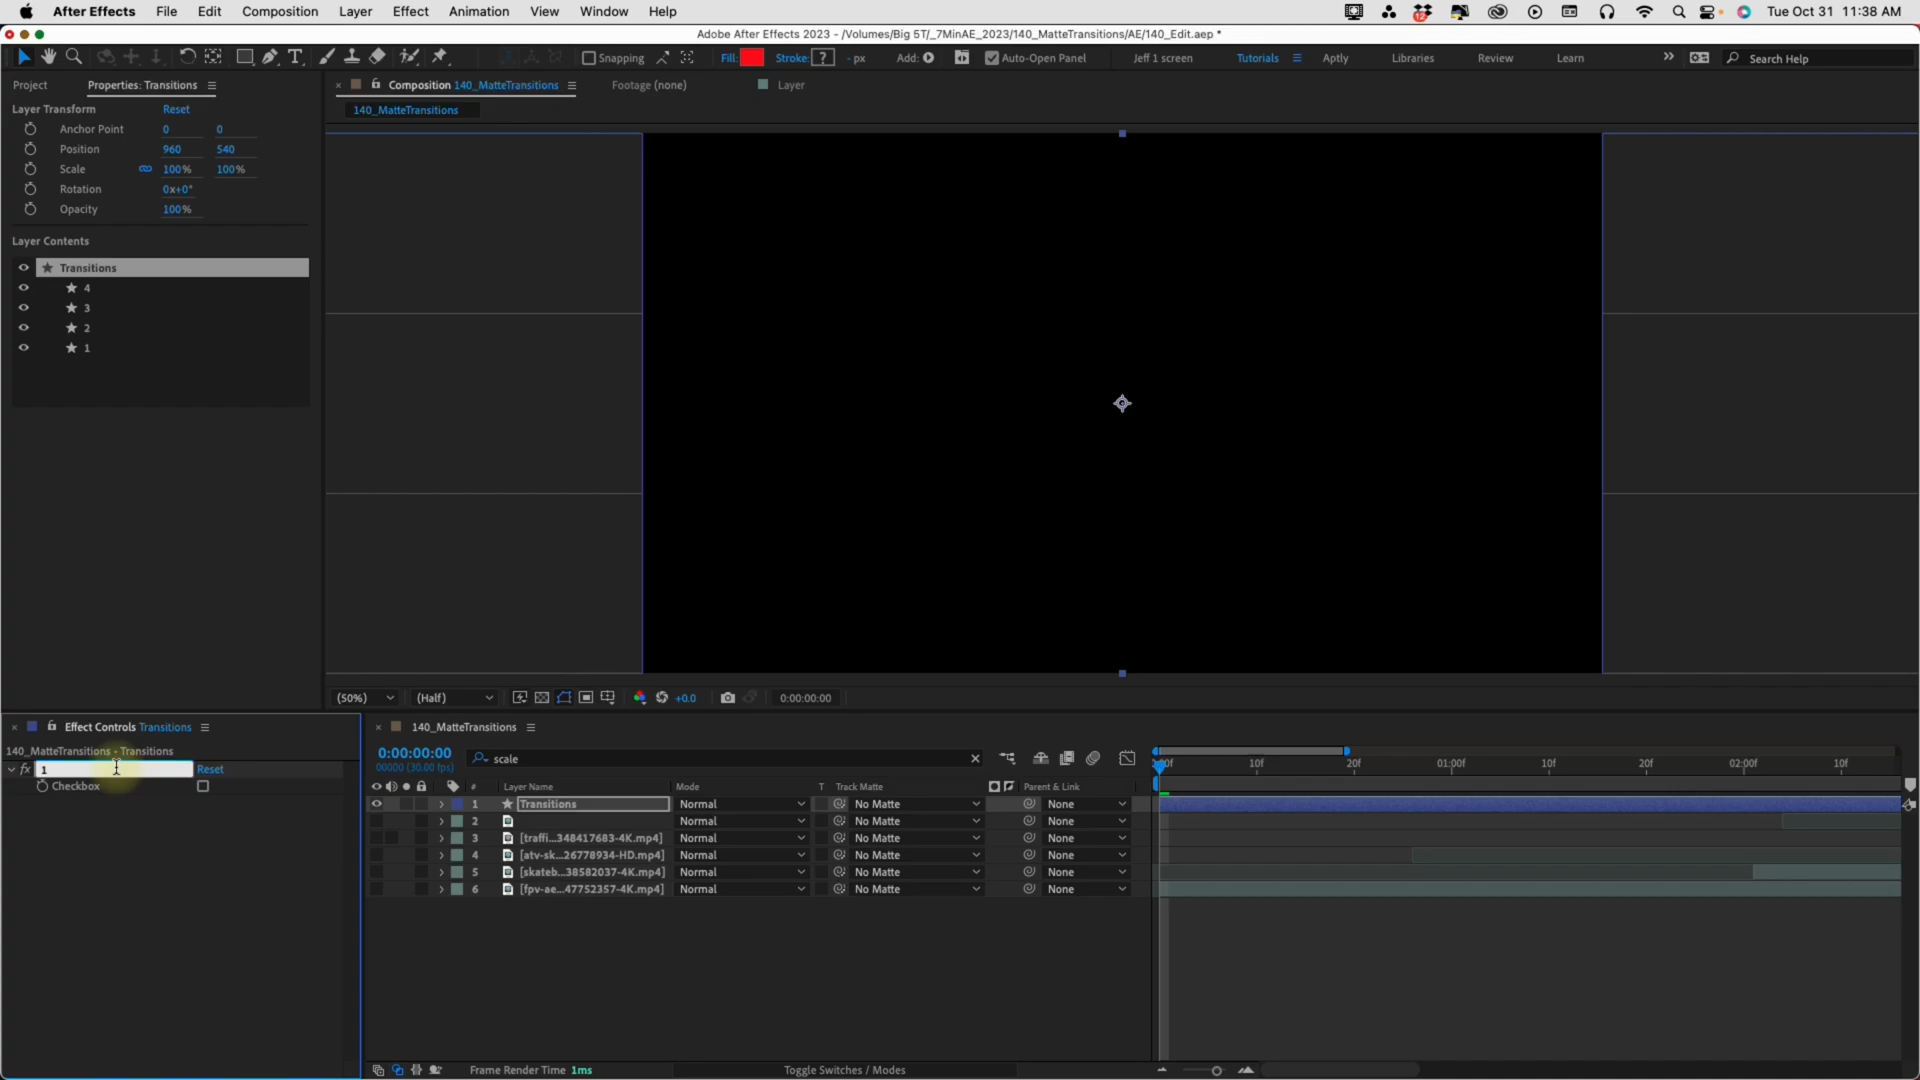 After Effects File Edit Composition Layer Effect Animation View Window Help 12 Tue Oct 31 11:38 AM
Adobe After Effects 2023 - /Volumes/Big 5T/_7MinAE_2023/140_MatteTransitions/AE/140_Edit.aep *
Snapping Fill: Stroke: ? - px Add: Auto-Open Panel Jeff 1 screen Tutorials Aptly Libraries Review Learn Search Help
Project Properties: Transitions Composition 140_MatteTransitions Footage (none) Layer
140_MatteTransitions
Layer Transform Reset
Anchor Point 0 0
Position 960 540
Scale 100% 100%
Rotation 0x+0°
Opacity 100%
Layer Contents
Transitions
4
3
2
1
(50%) (Half) +0.0 0:00:00:00
Effect Controls Transitions
140_MatteTransitions - Transitions
fx 1 Reset
Checkbox
140_MatteTransitions
0:00:00:00
00000 (30.00 fps)
scale
10f 20f 01:00f 10f 20f 02:00f 10f
# Layer Name Mode T Track Matte Parent & Link
1 Transitions Normal No Matte None
2 Normal No Matte None
3 [traffi...348417683-4K.mp4] Normal No Matte None
4 [atv-sk...26778934-HD.mp4] Normal No Matte None
5 [skateb...38582037-4K.mp4] Normal No Matte None
6 [fpv-ae...47752357-4K.mp4] Normal No Matte None
Frame Render Time 1ms Toggle Switches / Modes